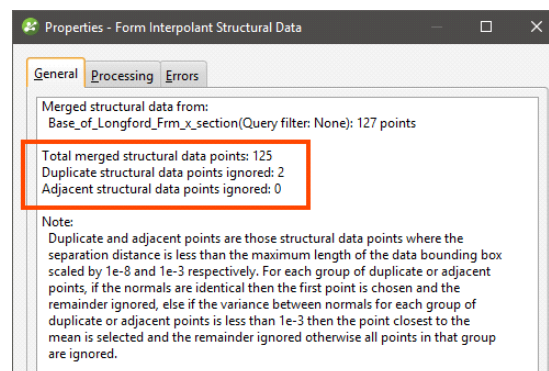 Properties - Form Interpolant Structural Data
General Processing Errors
Merged structural data from:
Base_of_Longford_Frm_x_section(Query filter: None): 127 points
Total merged structural data points: 125
Duplicate structural data points ignored: 2
Adjacent structural data points ignored: 0
Note:
Duplicate and adjacent points are those structural data points where the
separation distance is less than the maximum length of the data bounding box
scaled by 1e-8 and 1e-3 respectively. For each group of duplicate or adjacent
points, if the normals are identical then the first point is chosen and the
remainder ignored, else if the variance between normals for each group of
duplicate or adjacent points is less than 1e-3 then the point closest to the
mean is selected and the remainder ignored otherwise all points in that group
are ignored.